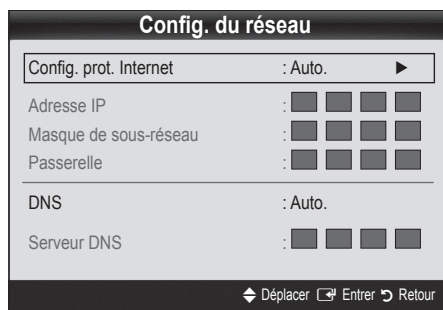 Config. du réseau
Config. prot. Internet : Auto. ►
Adresse IP :
Masque de sous-réseau :
Passerelle :
DNS : Auto.
Serveur DNS :
Déplacer Entrer Retour